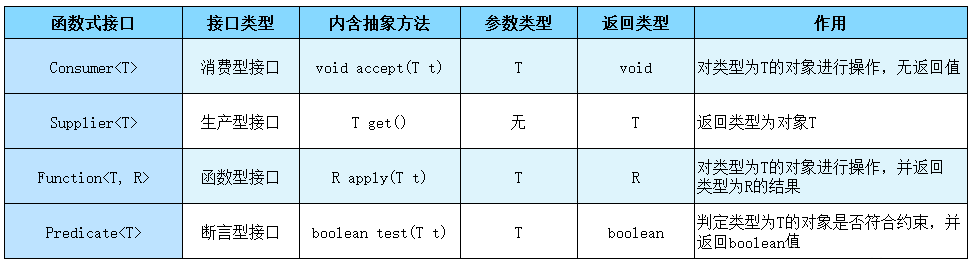 函数式接口 接口类型 内含抽象方法 参数类型 返回类型 作用
Consumer<T> 消费型接口 void accept(T t) T void 对类型为T的对象进行操作，无返回值
Supplier<T> 生产型接口 T get() 无 T 返回类型为对象T
Function<T, R> 函数型接口 R apply(T t) T R 对类型为T的对象进行操作，并返回
类型为R的结果
Predicate<T> 断言型接口 boolean test(T t) T boolean 判定类型为T的对象是否符合约束，并
返回boolean值